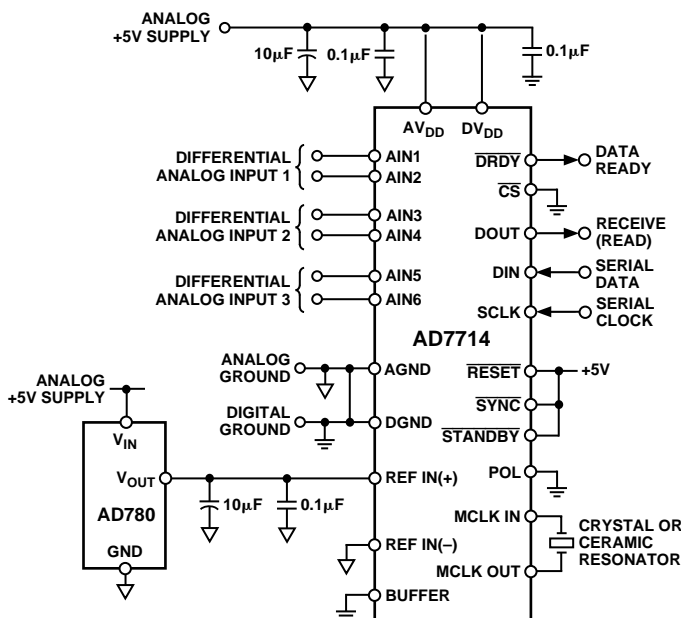 ANALOG
+5V SUPPLY
10μF
0.1μF
0.1μF
AVDD
DVDD
DIFFERENTIAL
ANALOG INPUT 1
AIN1
AIN2
DRDY
DATA
READY
CS
DIFFERENTIAL
ANALOG INPUT 2
AIN3
AIN4
DOUT
RECEIVE
(READ)
DIN
SERIAL
DATA
DIFFERENTIAL
ANALOG INPUT 3
AIN5
AIN6
SCLK
SERIAL
CLOCK
AD7714
ANALOG
GROUND
AGND
RESET
+5V
ANALOG
+5V SUPPLY
SYNC
DIGITAL
GROUND
DGND
STANDBY
VIN
VOUT
AD780
GND
10μF
0.1μF
REF IN(+)
POL
MCLK IN
CRYSTAL OR
CERAMIC
RESONATOR
REF IN(–)
MCLK OUT
BUFFER